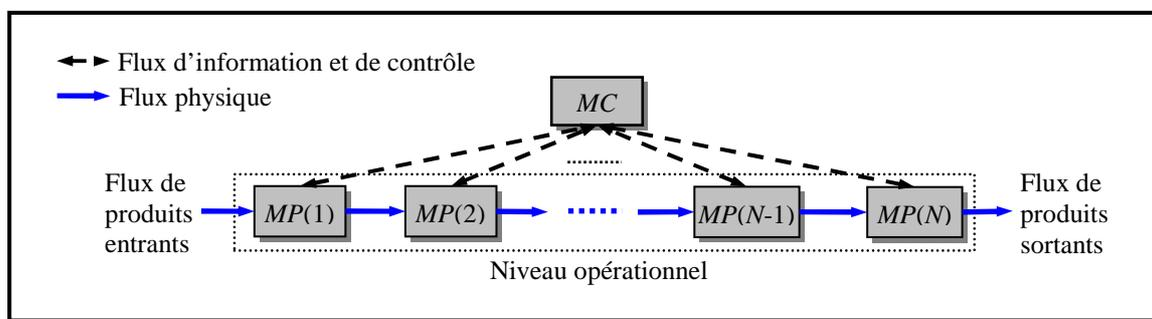 Flux d'information et de contrôle
Flux physique
MC
Flux de
produits
entrants
MP(1)
MP(2)
MP(N-1)
MP(N)
Flux de
produits
sortants
Niveau opérationnel